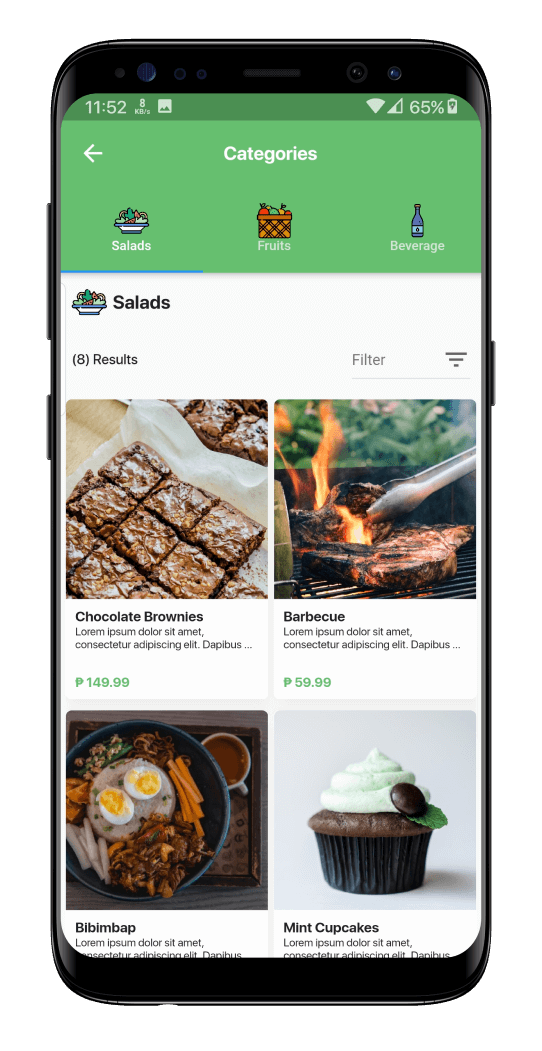 11:52 8 KB/s 65%
Categories
Salads Fruits Beverage
Salads
(8) Results Filter
Chocolate Brownies
Lorem ipsum dolor sit amet,
consectetur adipiscing elit. Dapibus ...
₱ 149.99
Barbecue
Lorem ipsum dolor sit amet,
consectetur adipiscing elit. Dapibus ...
₱ 59.99
Bibimbap
Lorem ipsum dolor sit amet,
consectetur adipiscing elit. Dapibus
Mint Cupcakes
Lorem ipsum dolor sit amet,
consectetur adipiscing elit. Dapibus